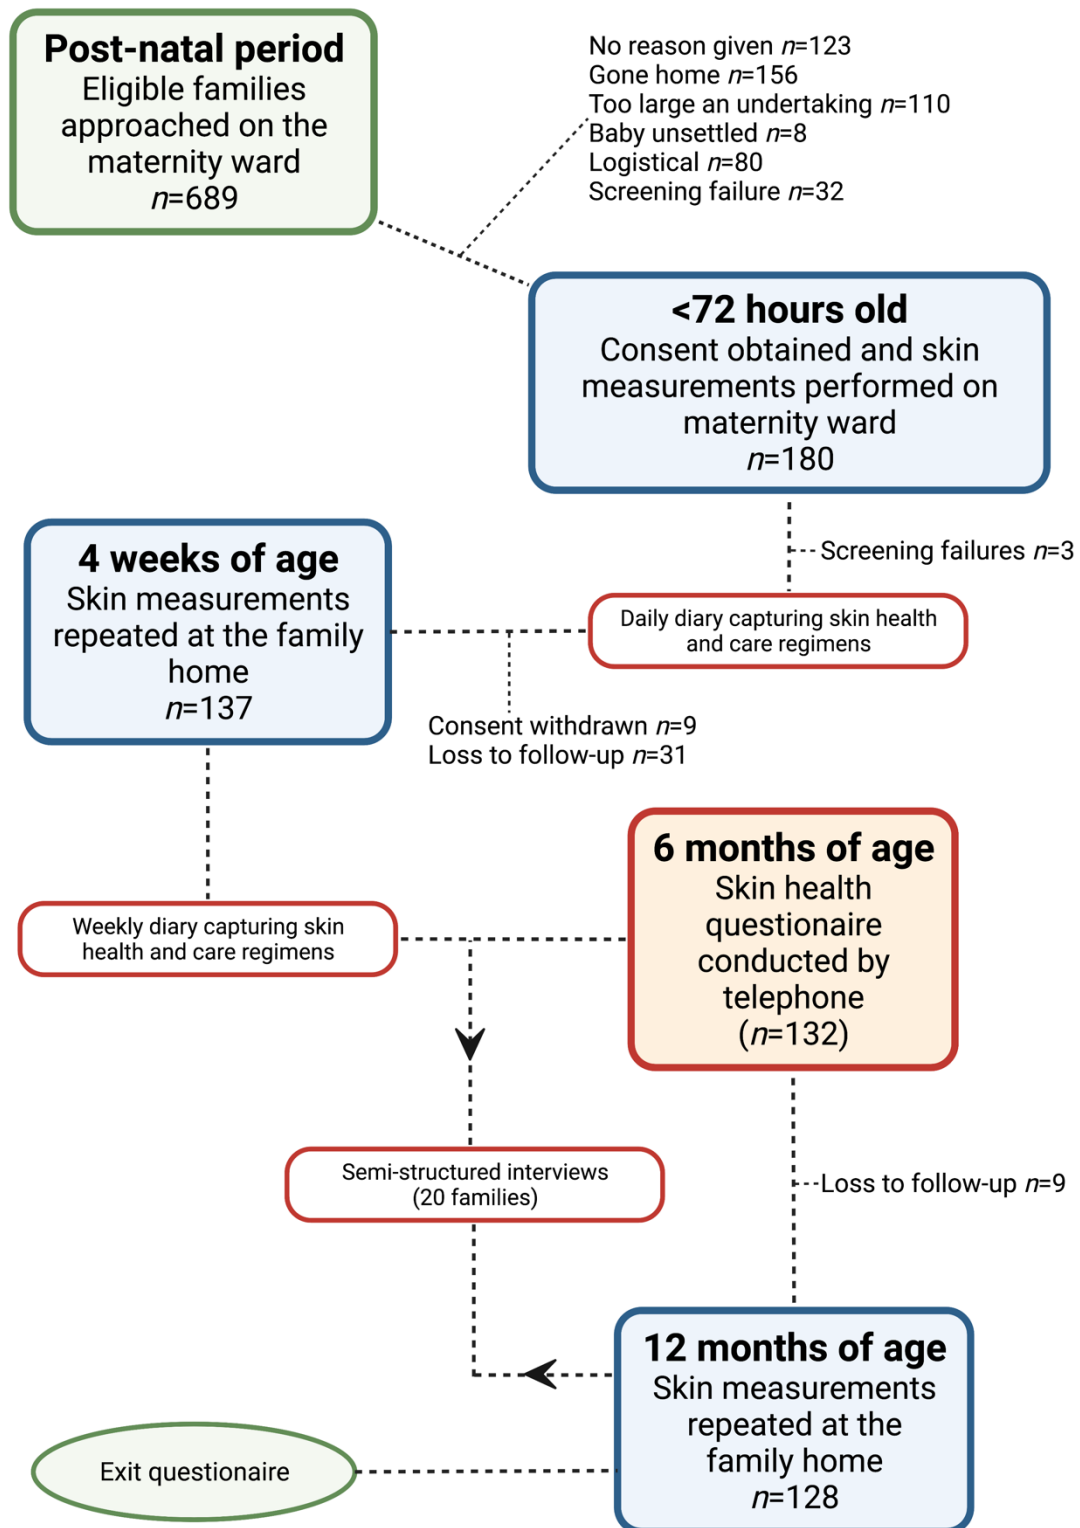 Post-natal period
Eligible families
approached on the
maternity ward
n=689
No reason given n=123
Gone home n=156
Too large an undertaking n=110
Baby unsettled n=8
Logistical n=80
Screening failure n=32
<72 hours old
Consent obtained and skin
measurements performed on
maternity ward
n=180
Screening failures n=3
Daily diary capturing skin health
and care regimens
4 weeks of age
Skin measurements
repeated at the family
home
n=137
Consent withdrawn n=9
Loss to follow-up n=31
Weekly diary capturing skin
health and care regimens
6 months of age
Skin health
questionaire
conducted by
telephone
(n=132)
Semi-structured interviews
(20 families)
Loss to follow-up n=9
12 months of age
Skin measurements
repeated at the
family home
n=128
Exit questionaire